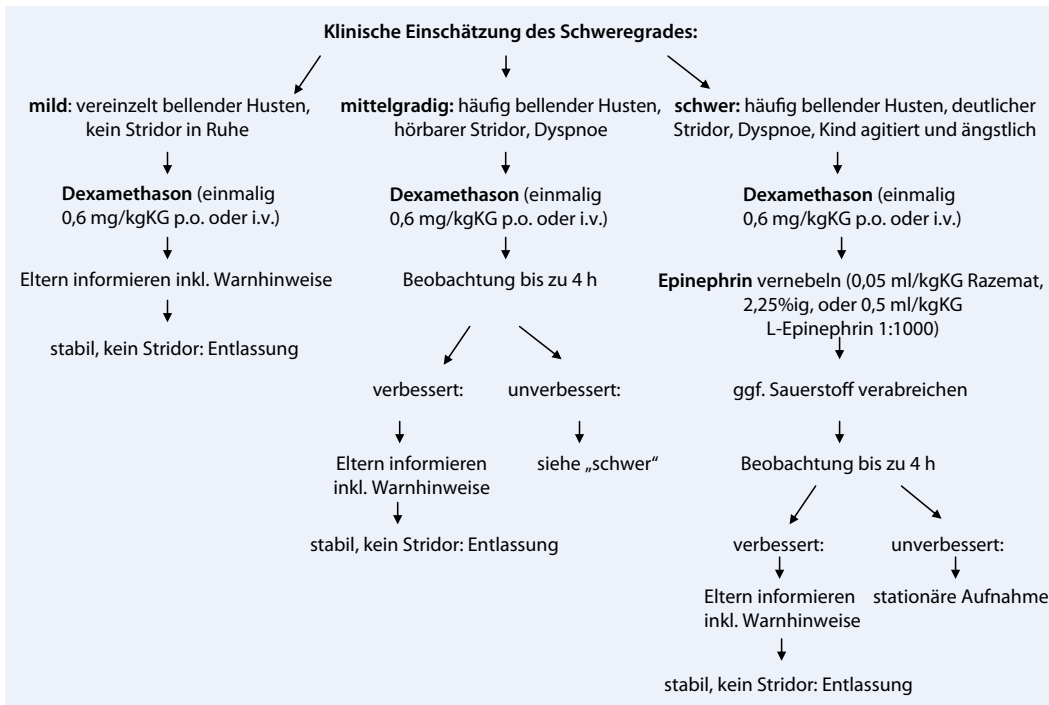 Klinische Einschätzung des Schweregrades:
mild: vereinzelt bellender Husten,
kein Stridor in Ruhe
Dexamethason (einmalig
0,6 mg/kgKG p.o. oder i.v.)
Eltern informieren inkl. Warnhinweise
stabil, kein Stridor: Entlassung
mittelgradig: häufig bellender Husten,
hörbarer Stridor, Dyspnoe
Dexamethason (einmalig
0,6 mg/kgKG p.o. oder i.v.)
Beobachtung bis zu 4 h
verbessert:
Eltern informieren
inkl. Warnhinweise
stabil, kein Stridor: Entlassung
unverbessert:
siehe „schwer“
schwer: häufig bellender Husten, deutlicher
Stridor, Dyspnoe, Kind agitiert und ängstlich
Dexamethason (einmalig
0,6 mg/kgKG p.o. oder i.v.)
Epinephrin vernebeln (0,05 ml/kgKG Razemat,
2,25%ig, oder 0,5 ml/kgKG
L-Epinephrin 1:1000)
ggf. Sauerstoff verabreichen
Beobachtung bis zu 4 h
verbessert:
Eltern informieren
inkl. Warnhinweise
stabil, kein Stridor: Entlassung
unverbessert:
stationäre Aufnahme